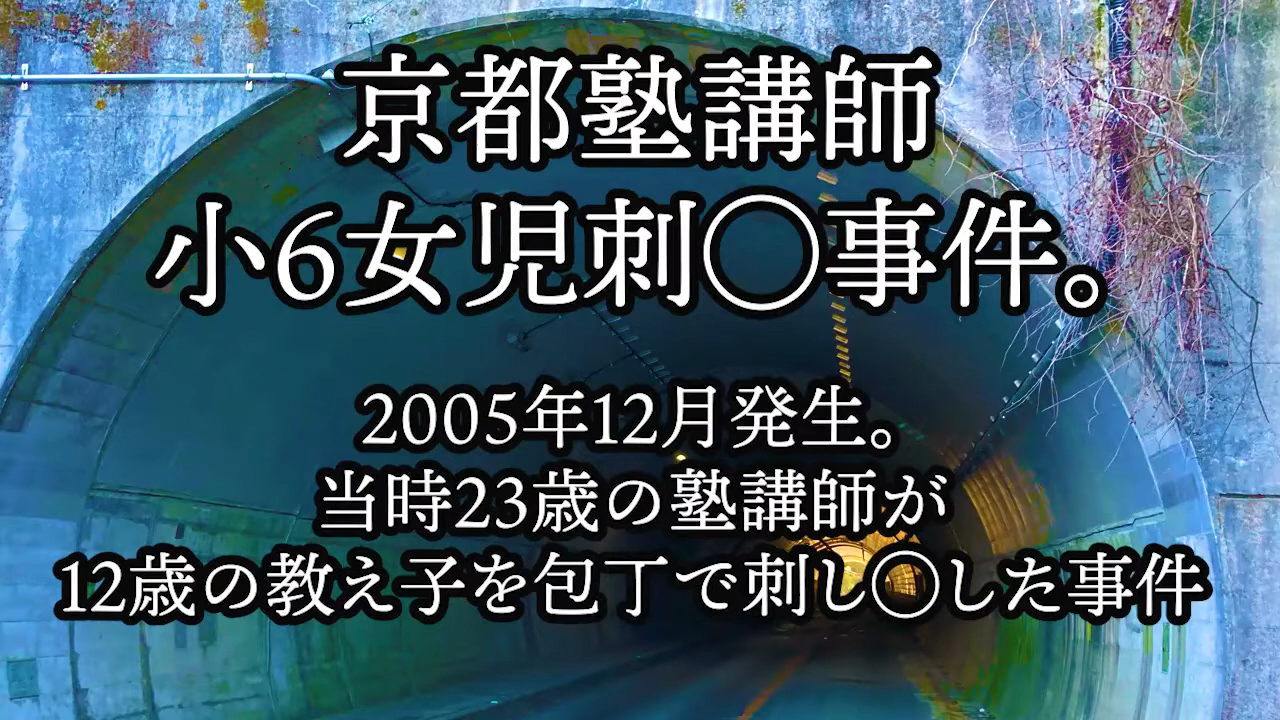 京都塾講師
小6女児刺◯事件。
2005年12月発生。
当時23歳の塾講師が
12歳の教え子を包丁で刺し◯した事件